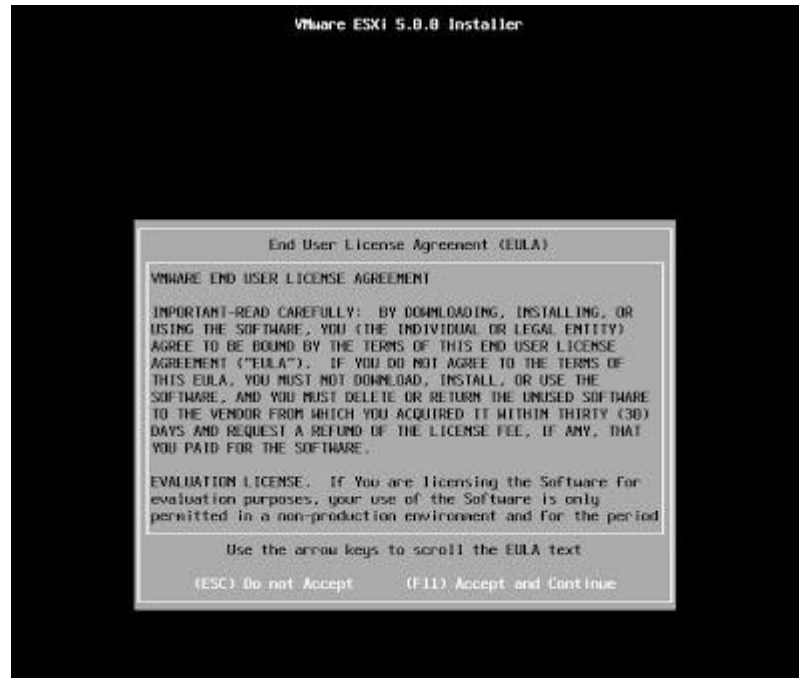 VMware ESXi 5.0.0 Installer
End User License Agreement (EULA)
VMWARE END USER LICENSE AGREEMENT
IMPORTANT-READ CAREFULLY: BY DOWNLOADING, INSTALLING, OR
USING THE SOFTWARE, YOU (THE INDIVIDUAL OR LEGAL ENTITY)
AGREE TO BE BOUND BY THE TERMS OF THIS END USER LICENSE
AGREEMENT ("EULA"). IF YOU DO NOT AGREE TO THE TERMS OF
THIS EULA, YOU MUST NOT DOWNLOAD, INSTALL, OR USE THE
SOFTWARE, AND YOU MUST DELETE OR RETURN THE UNUSED SOFTWARE
TO THE VENDOR FROM WHICH YOU ACQUIRED IT WITHIN THIRTY (30)
DAYS AND REQUEST A REFUND OF THE LICENSE FEE, IF ANY, THAT
YOU PAID FOR THE SOFTWARE.
EVALUATION LICENSE. If You are licensing the Software for
evaluation purposes, your use of the Software is only
permitted in a non-production environment and for the period
Use the arrow keys to scroll the EULA text
(ESC) Do not Accept (F11) Accept and Continue